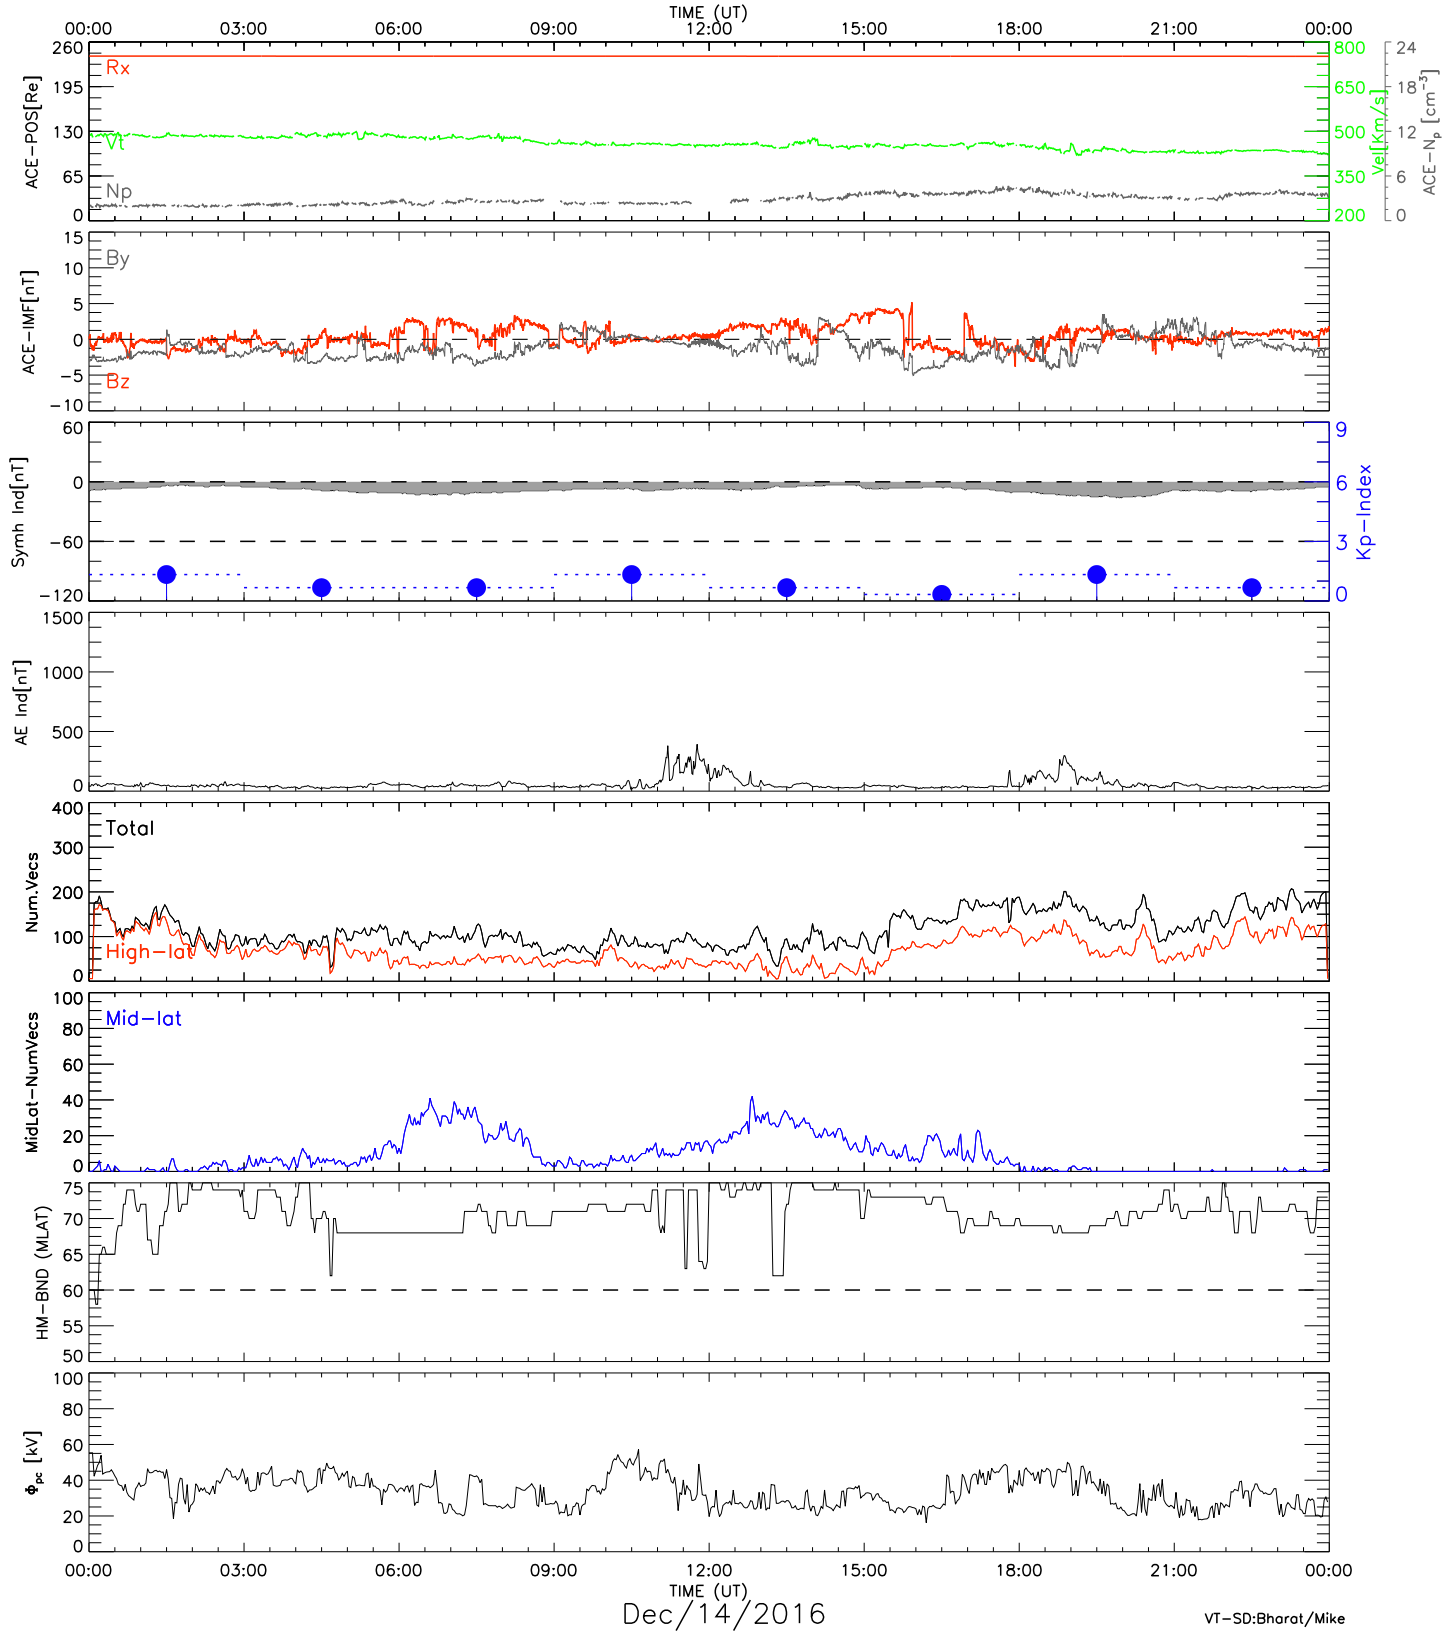 TIME (UT)
00:00 03:00 06:00 09:00 12:00 15:00 18:00 21:00 00:00
260 195 130 65 0
ACE-POS[Re]
Rx
Vt
Np
800 650 500 350 200
Vel[Km/s]
24 18 12 6 0
ACE-Np [cm-3]
15 10 5 0 -5 -10
ACE-IMF[nT]
By
Bz
60 0 -60 -120
Symh Ind[nT]
9 6 3 0
Kp-Index
1500 1000 500 0
AE Ind[nT]
400 300 200 100 0
Num.Vecs
Total
High-lat
100 80 60 40 20 0
MidLat-NumVecs
Mid-lat
75 70 65 60 55 50
HM-BND (MLAT)
100 80 60 40 20 0
Φpc [kV]
00:00 03:00 06:00 09:00 12:00 15:00 18:00 21:00 00:00
TIME (UT)
Dec/14/2016
VT-SD:Bharat/Mike